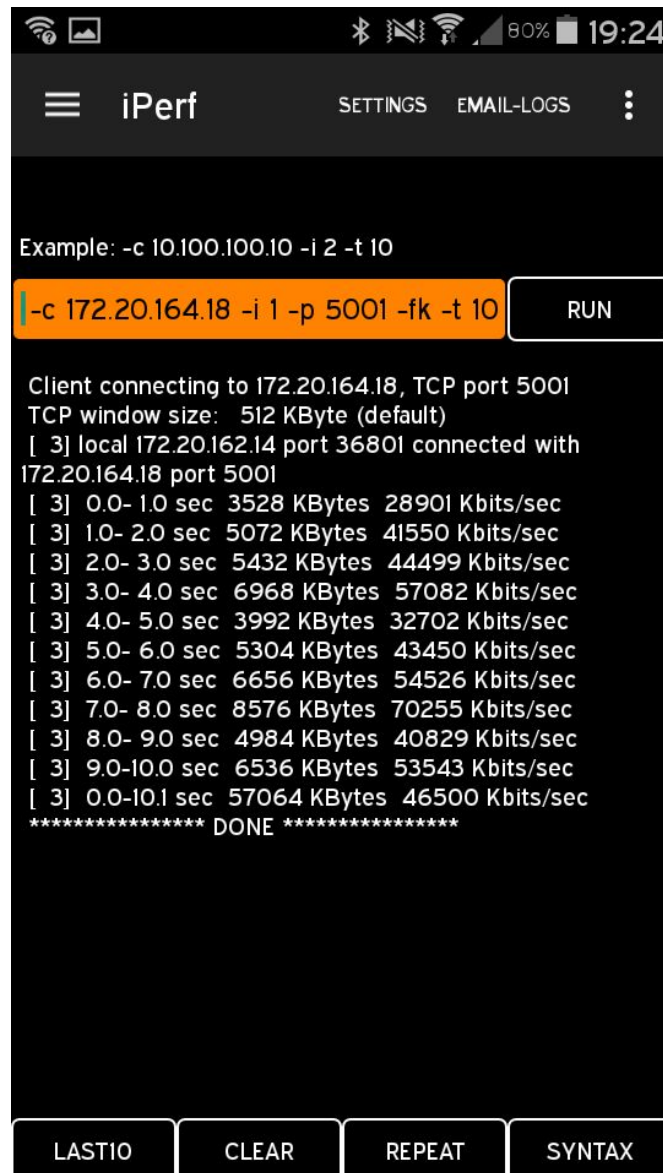 80% 19:24
iPerf SETTINGS EMAIL-LOGS
Example: -c 10.100.100.10 -i 2 -t 10
-c 172.20.164.18 -i 1 -p 5001 -fk -t 10 RUN
Client connecting to 172.20.164.18, TCP port 5001
TCP window size: 512 KByte (default)
[ 3] local 172.20.162.14 port 36801 connected with
172.20.164.18 port 5001
[ 3] 0.0- 1.0 sec 3528 KBytes 28901 Kbits/sec
[ 3] 1.0- 2.0 sec 5072 KBytes 41550 Kbits/sec
[ 3] 2.0- 3.0 sec 5432 KBytes 44499 Kbits/sec
[ 3] 3.0- 4.0 sec 6968 KBytes 57082 Kbits/sec
[ 3] 4.0- 5.0 sec 3992 KBytes 32702 Kbits/sec
[ 3] 5.0- 6.0 sec 5304 KBytes 43450 Kbits/sec
[ 3] 6.0- 7.0 sec 6656 KBytes 54526 Kbits/sec
[ 3] 7.0- 8.0 sec 8576 KBytes 70255 Kbits/sec
[ 3] 8.0- 9.0 sec 4984 KBytes 40829 Kbits/sec
[ 3] 9.0-10.0 sec 6536 KBytes 53543 Kbits/sec
[ 3] 0.0-10.1 sec 57064 KBytes 46500 Kbits/sec
**************** DONE ****************
LAST10 CLEAR REPEAT SYNTAX